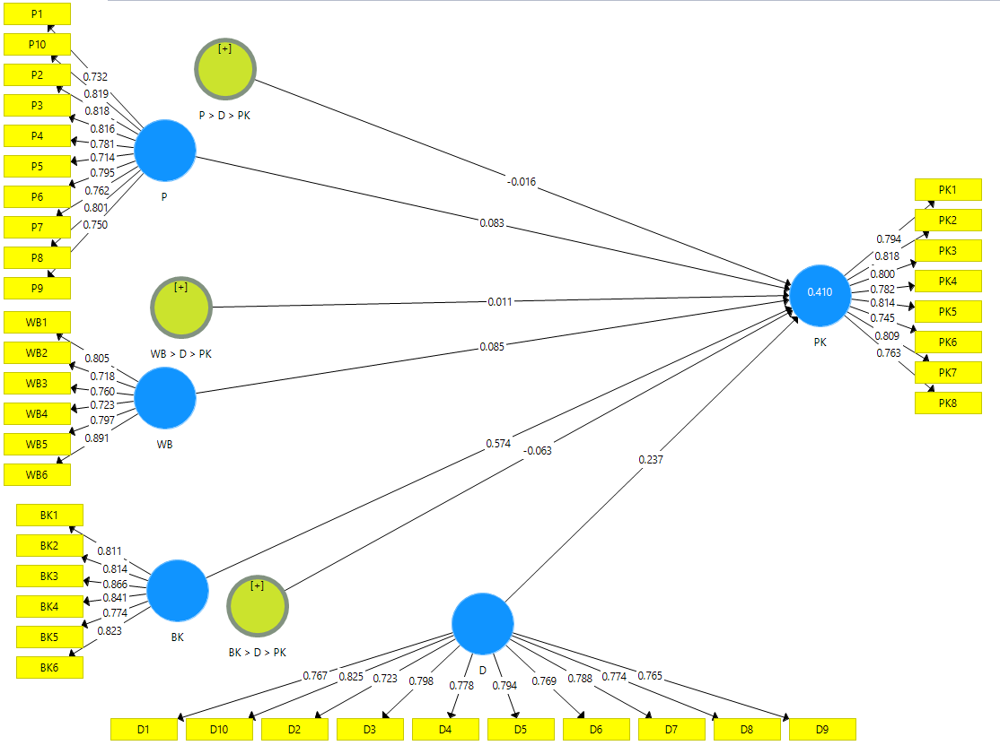 P1
P10
P2
P3
P4
P5
P6
P7
P8
P9
0.732
0.819
0.818
0.816
0.781
0.714
0.795
0.762
0.801
0.750
P
[+]
P > D > PK
-0.016
0.083
WB1
WB2
WB3
WB4
WB5
WB6
0.805
0.718
0.760
0.723
0.797
0.891
WB
[+]
WB > D > PK
0.011
0.085
BK1
BK2
BK3
BK4
BK5
BK6
0.811
0.814
0.866
0.841
0.774
0.823
BK
[+]
BK > D > PK
0.574
-0.063
0.237
D
0.767
0.825
0.723
0.798
0.778
0.794
0.769
0.788
0.774
0.765
D1
D10
D2
D3
D4
D5
D6
D7
D8
D9
0.410
PK
0.794
0.818
0.800
0.782
0.814
0.745
0.809
0.763
PK1
PK2
PK3
PK4
PK5
PK6
PK7
PK8